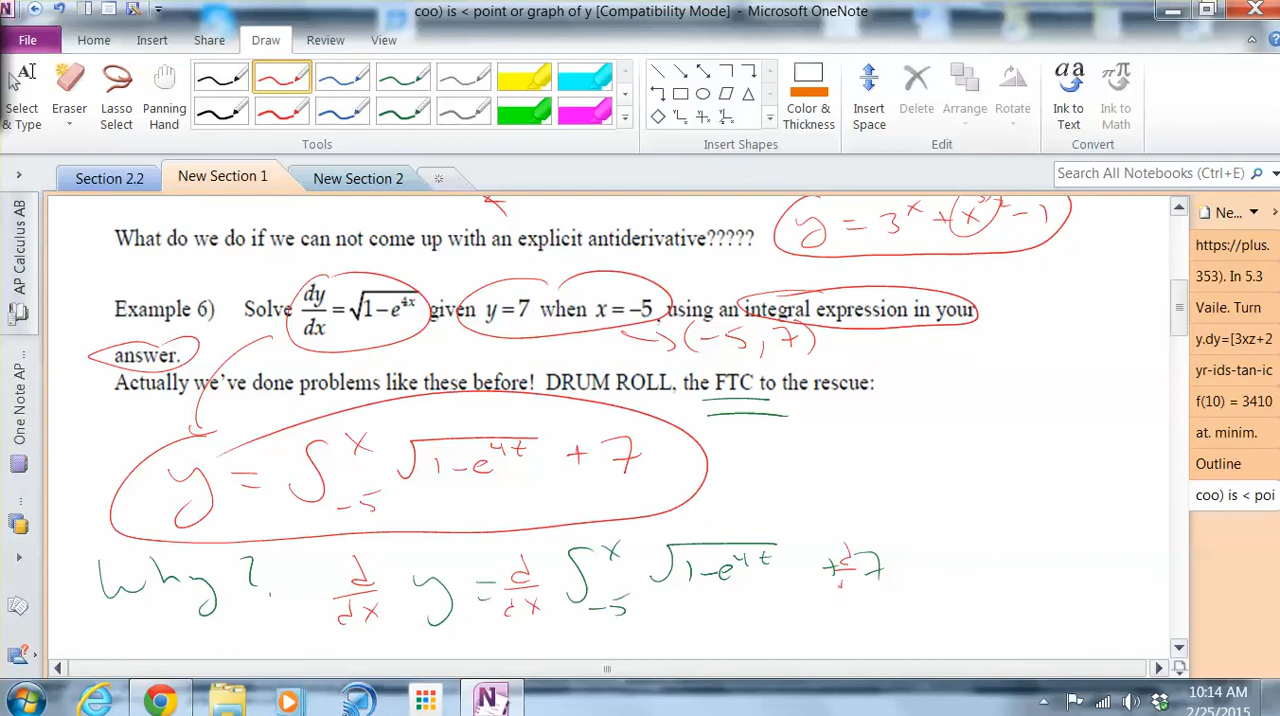 coo) is < point or graph of y [Compatibility Mode] - Microsoft OneNote
File Home Insert Share Draw Review View
Select & Type
Eraser
Lasso Select
Panning Hand
Color & Thickness
Insert Space
Delete
Arrange
Rotate
Ink to Text
Ink to Math
Tools
Insert Shapes
Edit
Convert
Section 2.2 New Section 1 New Section 2
Search All Notebooks (Ctrl+E)
AP Calculus AB
One Note AP
y = 3^x + x^ - 1
What do we do if we can not come up with an explicit antiderivative?????
Example 6) Solve dy/dx = √(1-e^{4x}) given y = 7 when x = -5, using an integral expression in your
(-5, 7)
answer.
Actually we've done problems like these before! DRUM ROLL, the FTC to the rescue:
y = ∫_{-5}^{x} √(1-e^{4t}) + 7
Why? d/dx y = d/dx ∫_{-5}^{x} √(1-e^{4t}) + d 7
Ne...
https://plus.
353). In 5.3
Vaile. Turn
y.dy=[3xz+2
yr-ids-tan-ic
f(10) = 3410
at. minim.
Outline
coo) is < poi
10:14 AM
2/25/2015